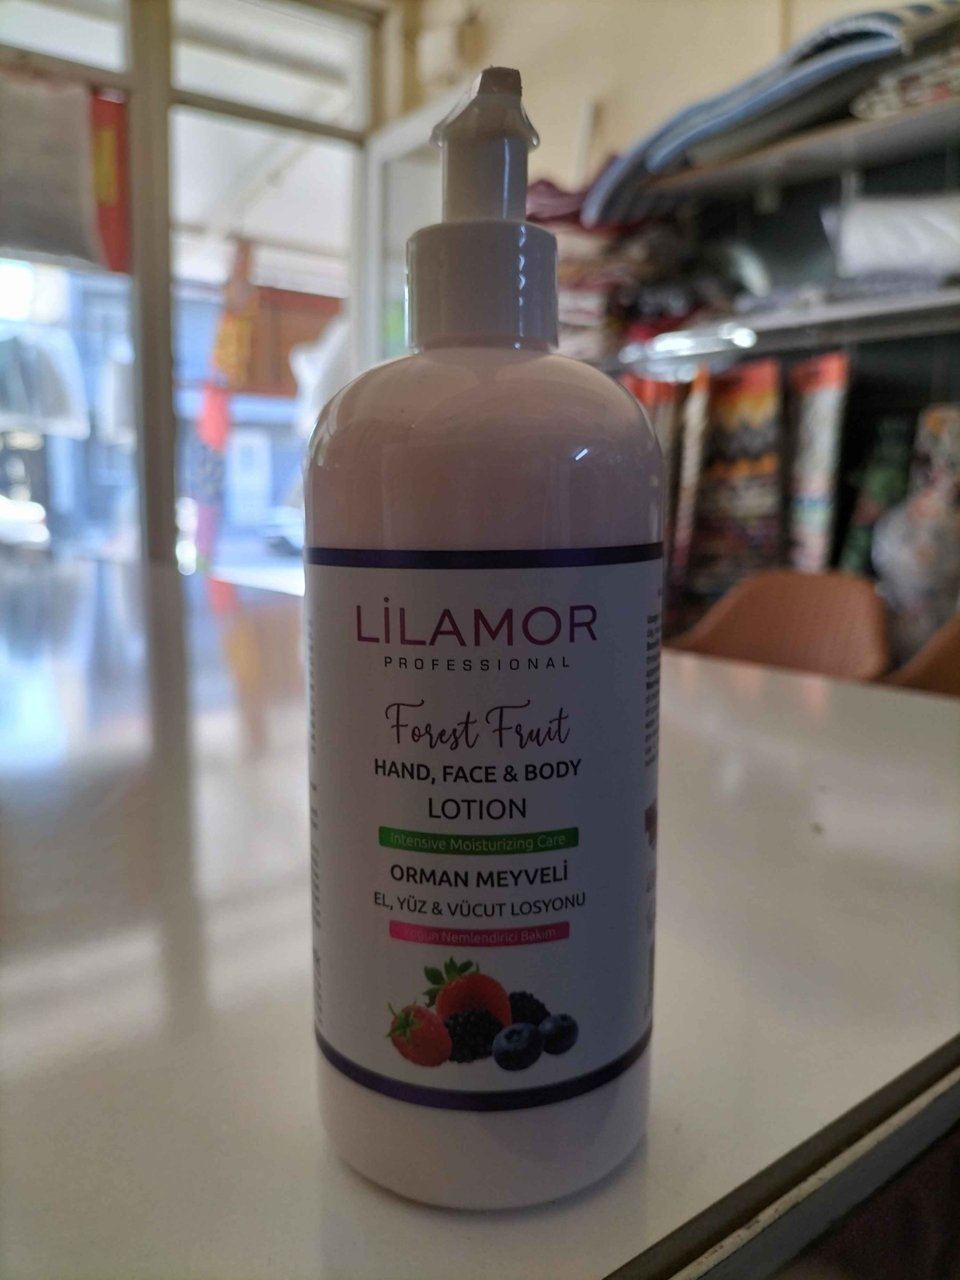 LİLAMOR
PROFESSIONAL
Forest Fruit
HAND, FACE & BODY
LOTION
Intensive Moisturizing Care
ORMAN MEYVELİ
EL, YÜZ & VÜCUT LOSYONU
Yoğun Nemlendirici Bakım